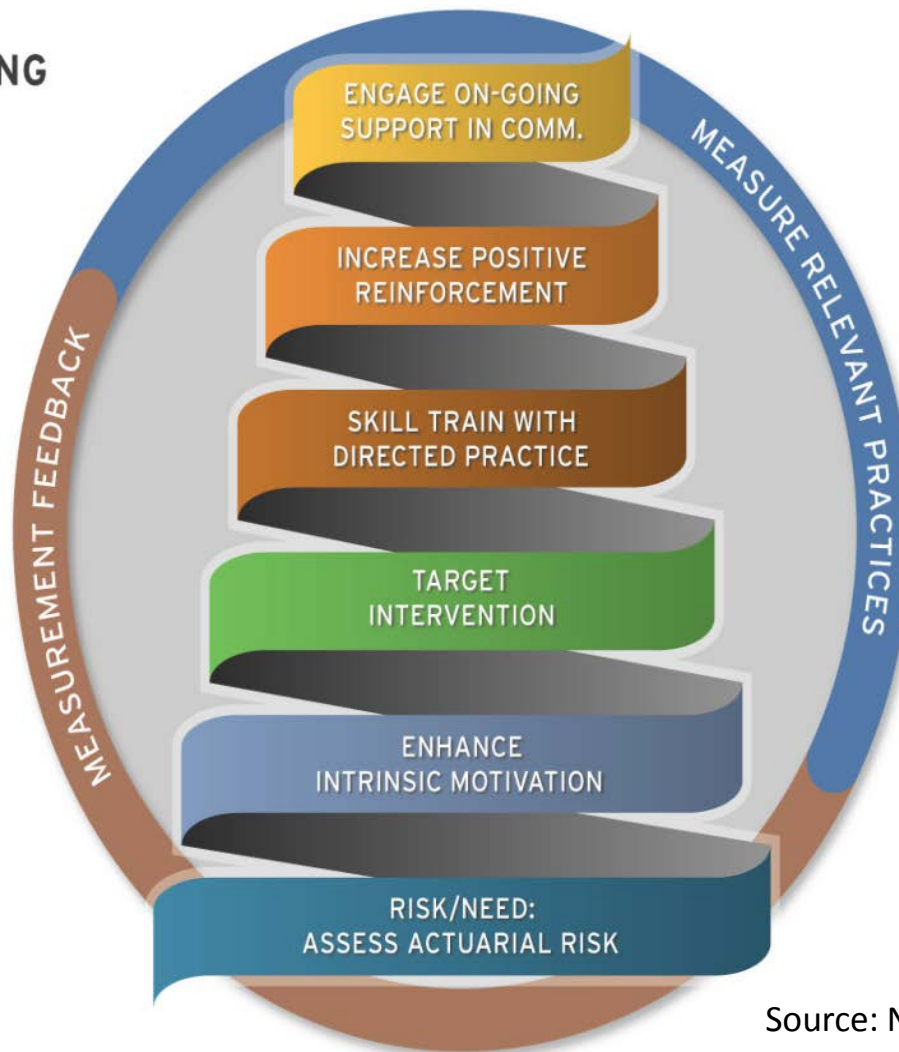 NG
ENGAGE ON-GOING
SUPPORT IN COMM.
INCREASE POSITIVE
REINFORCEMENT
SKILL TRAIN WITH
DIRECTED PRACTICE
TARGET
INTERVENTION
ENHANCE
INTRINSIC MOTIVATION
RISK/NEED:
ASSESS ACTUARIAL RISK
MEASURE RELEVANT PRACTICES
MEASUREMENT FEEDBACK
Source: N